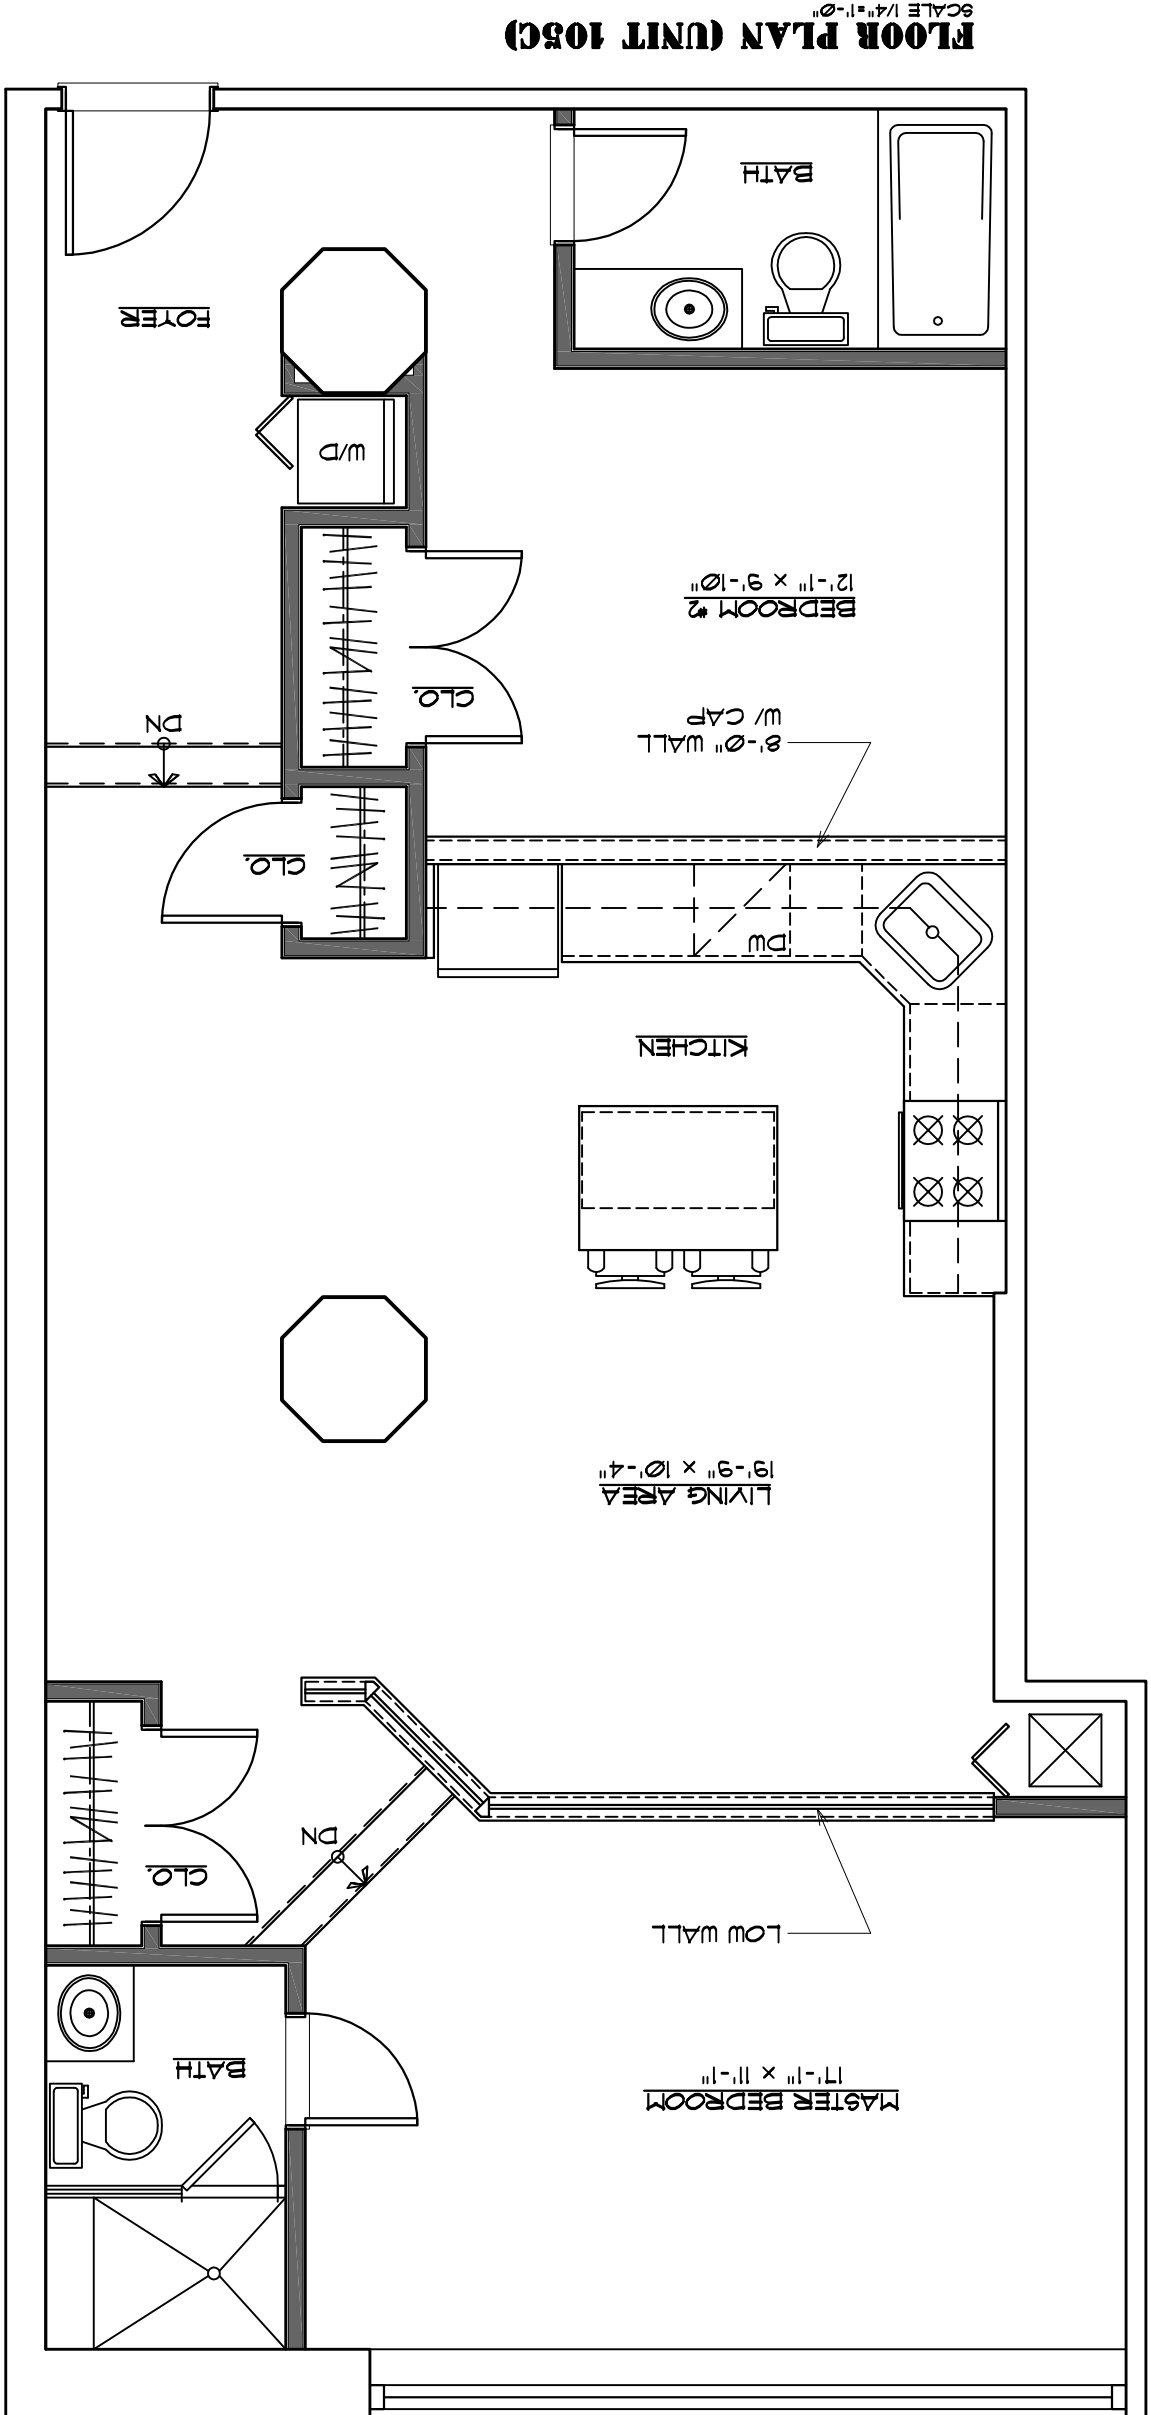 MASTER BEDROOM
17'-1" x 11'-1"
BATH
LOW WALL
CLO.
DN
LIVING AREA
19'-9" x 10'-4"
KITCHEN
DW
CLO.
8'-0" WALL
W/ CAP
DN
CLO.
BEDROOM #2
12'-1" x 9'-10"
W/D
FOYER
BATH
FLOOR PLAN (UNIT 105C)
SCALE 1/4"=1'-0"